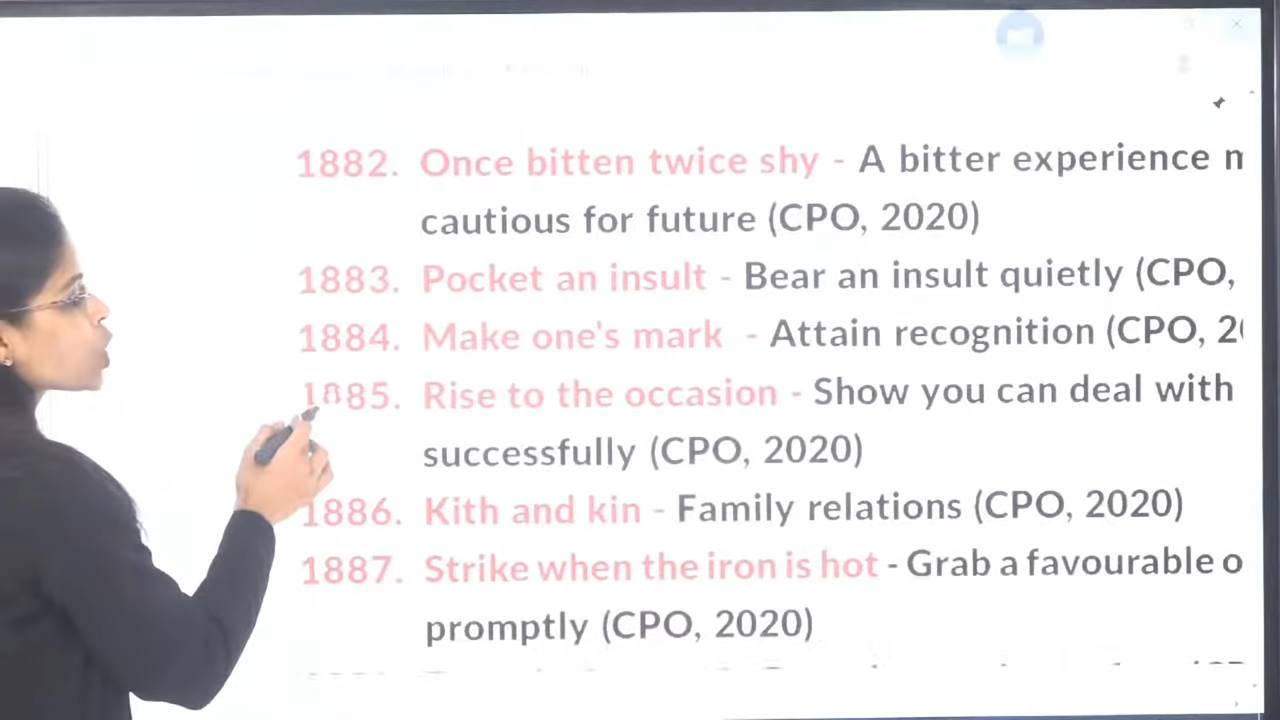 1882. Once bitten twice shy - A bitter experience
cautious for future (CPO, 2020)
1883. Pocket an insult - Bear an insult quietly (CPO,
1884. Make one's mark - Attain recognition (CPO,
1885. Rise to the occasion - Show you can deal with
successfully (CPO, 2020)
1886. Kith and kin - Family relations (CPO, 2020)
1887. Strike when the iron is hot - Grab a favourable
promptly (CPO, 2020)